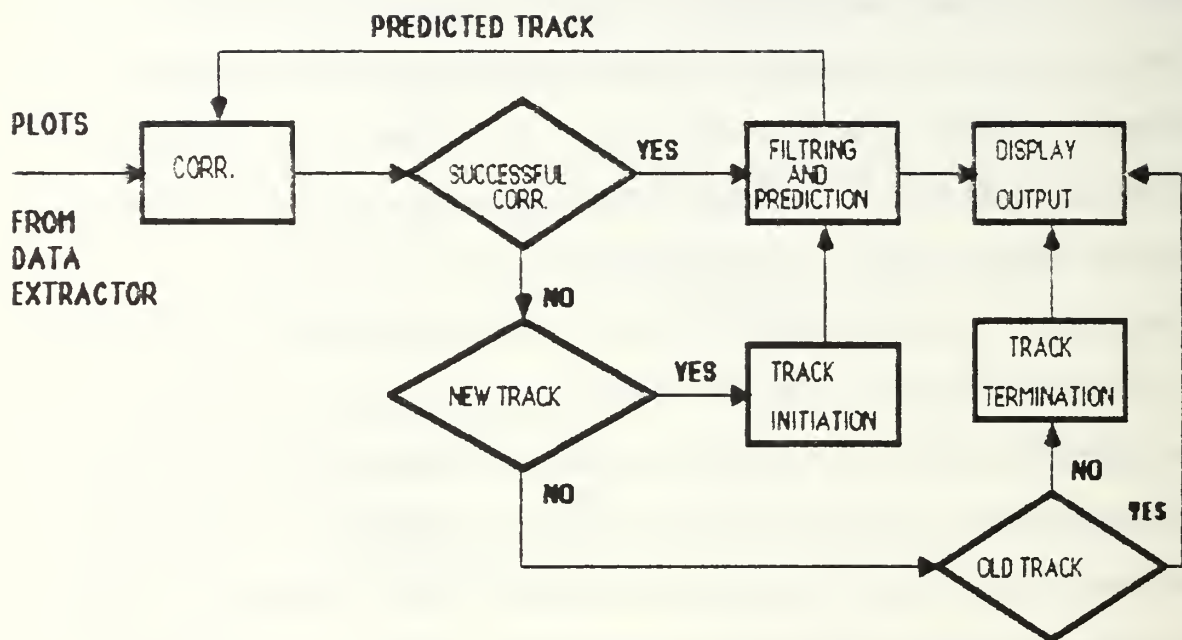 PREDICTED TRACK
PLOTS
FROM
DATA
EXTRACTOR
CORR.
SUCCESSFUL
CORR.
YES
FILTRING
AND
PREDICTION
DISPLAY
OUTPUT
NO
NEW TRACK
YES
TRACK
INITIATION
TRACK
TERMINATION
NO
NO
YES
OLD TRACK